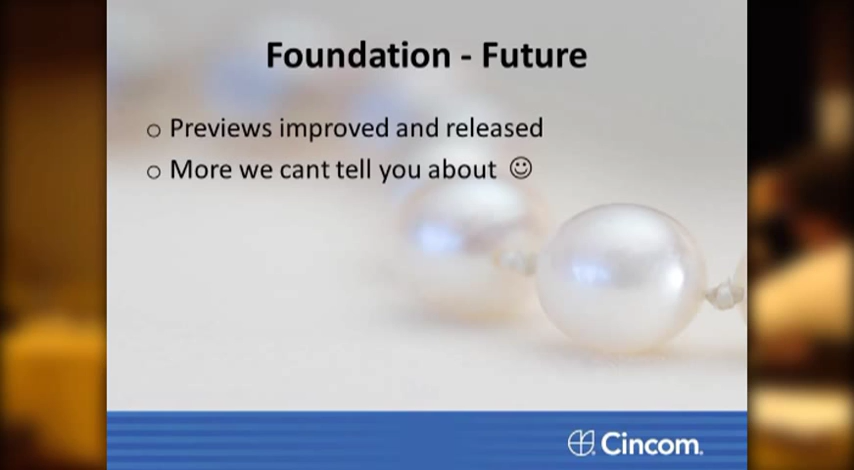 Foundation - Future
Previews improved and released
More we cant tell you about ☺
Cincom.